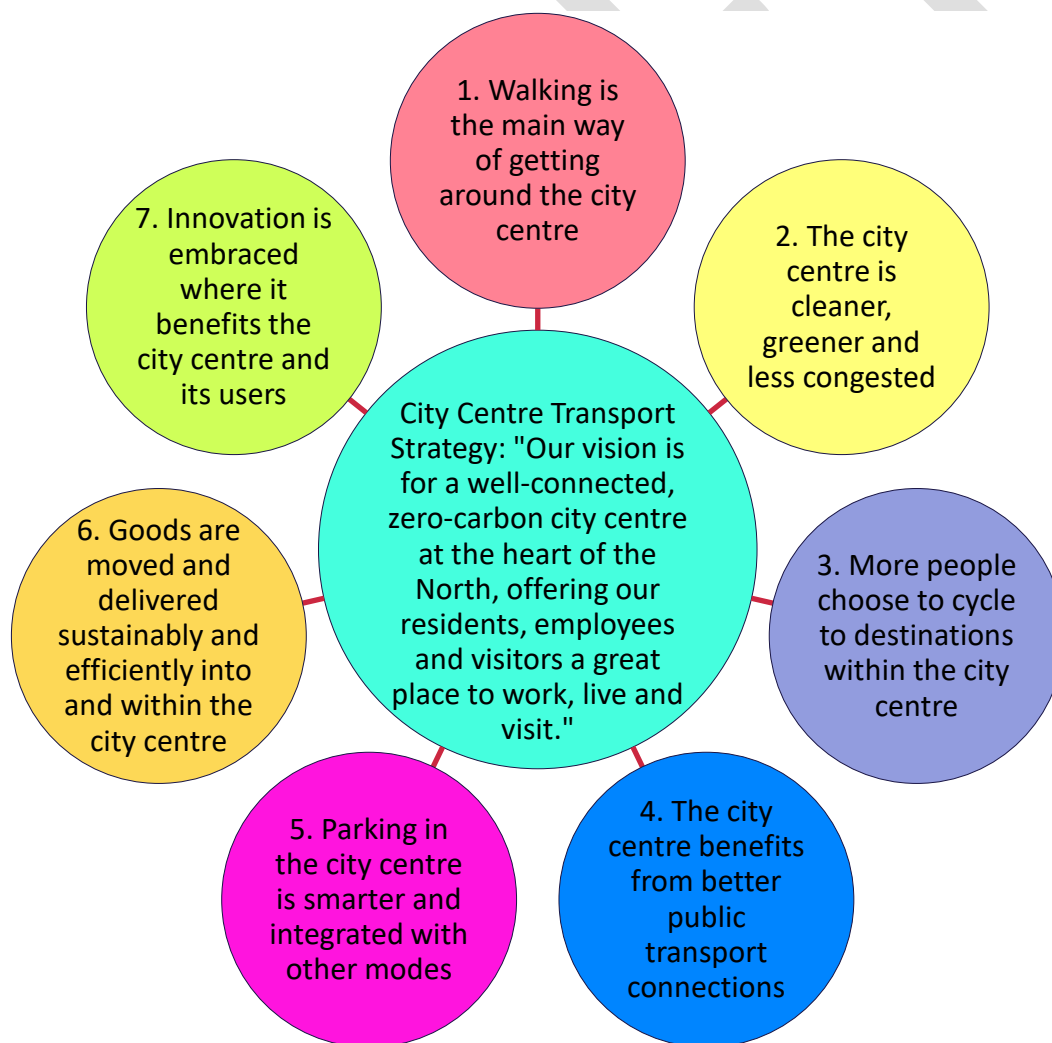 1. Walking is
the main way
of getting
around the city
centre
2. The city
centre is
cleaner,
greener and
less congested
3. More people
choose to cycle
to destinations
within the city
centre
4. The city
centre benefits
from better
public
transport
connections
5. Parking in
the city centre
is smarter and
integrated with
other modes
6. Goods are
moved and
delivered
sustainably and
efficiently into
and within the
city centre
7. Innovation is
embraced
where it
benefits the
city centre and
its users
City Centre Transport
Strategy: "Our vision is
for a well-connected,
zero-carbon city centre
at the heart of the
North, offering our
residents, employees
and visitors a great
place to work, live and
visit."